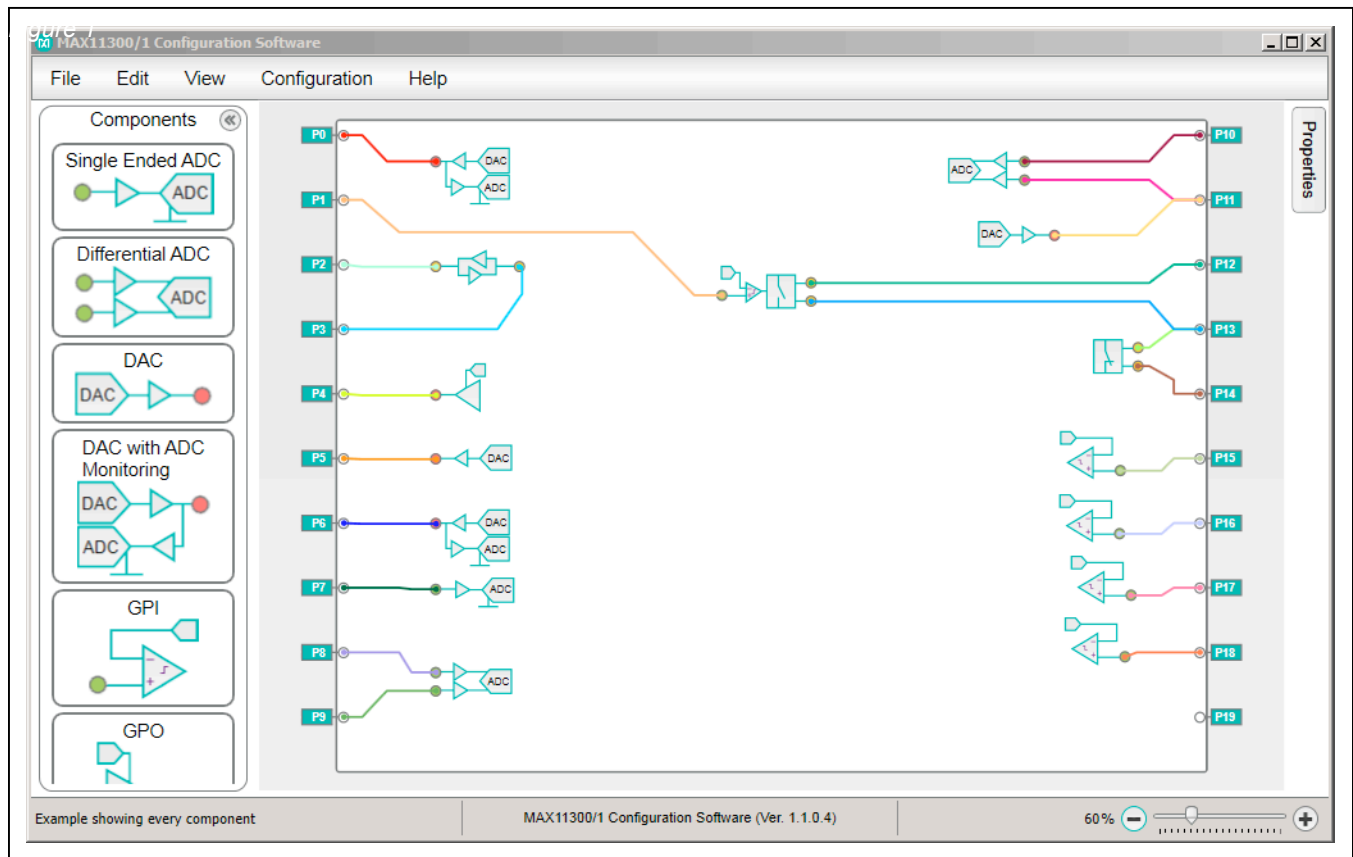 Figure 1
MAX11300/1 Configuration Software
File Edit View Configuration Help
Components
Single Ended ADC
ADC
Differential ADC
ADC
DAC
DAC
DAC with ADC
Monitoring
DAC
ADC
GPI
GPO
P0
P1
P2
P3
P4
P5
P6
P7
P8
P9
DAC
ADC
DAC
DAC
ADC
ADC
ADC
ADC
DAC
P10
P11
P12
P13
P14
P15
P16
P17
P18
P19
Properties
Example showing every component
MAX11300/1 Configuration Software (Ver. 1.1.0.4)
60%